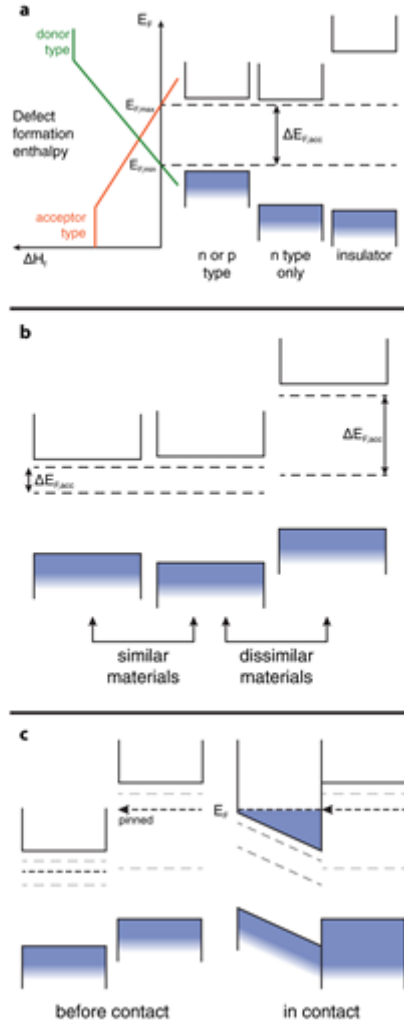 a
donor
type
E_F
Defect
formation
enthalpy
E_F,max
ΔE_F,acc
E_F,min
acceptor
type
ΔH_f
n or p
type
n type
only
insulator
b
ΔE_F,acc
ΔE_F,acc
similar
materials
dissimilar
materials
c
pinned
E_F
before contact
in contact